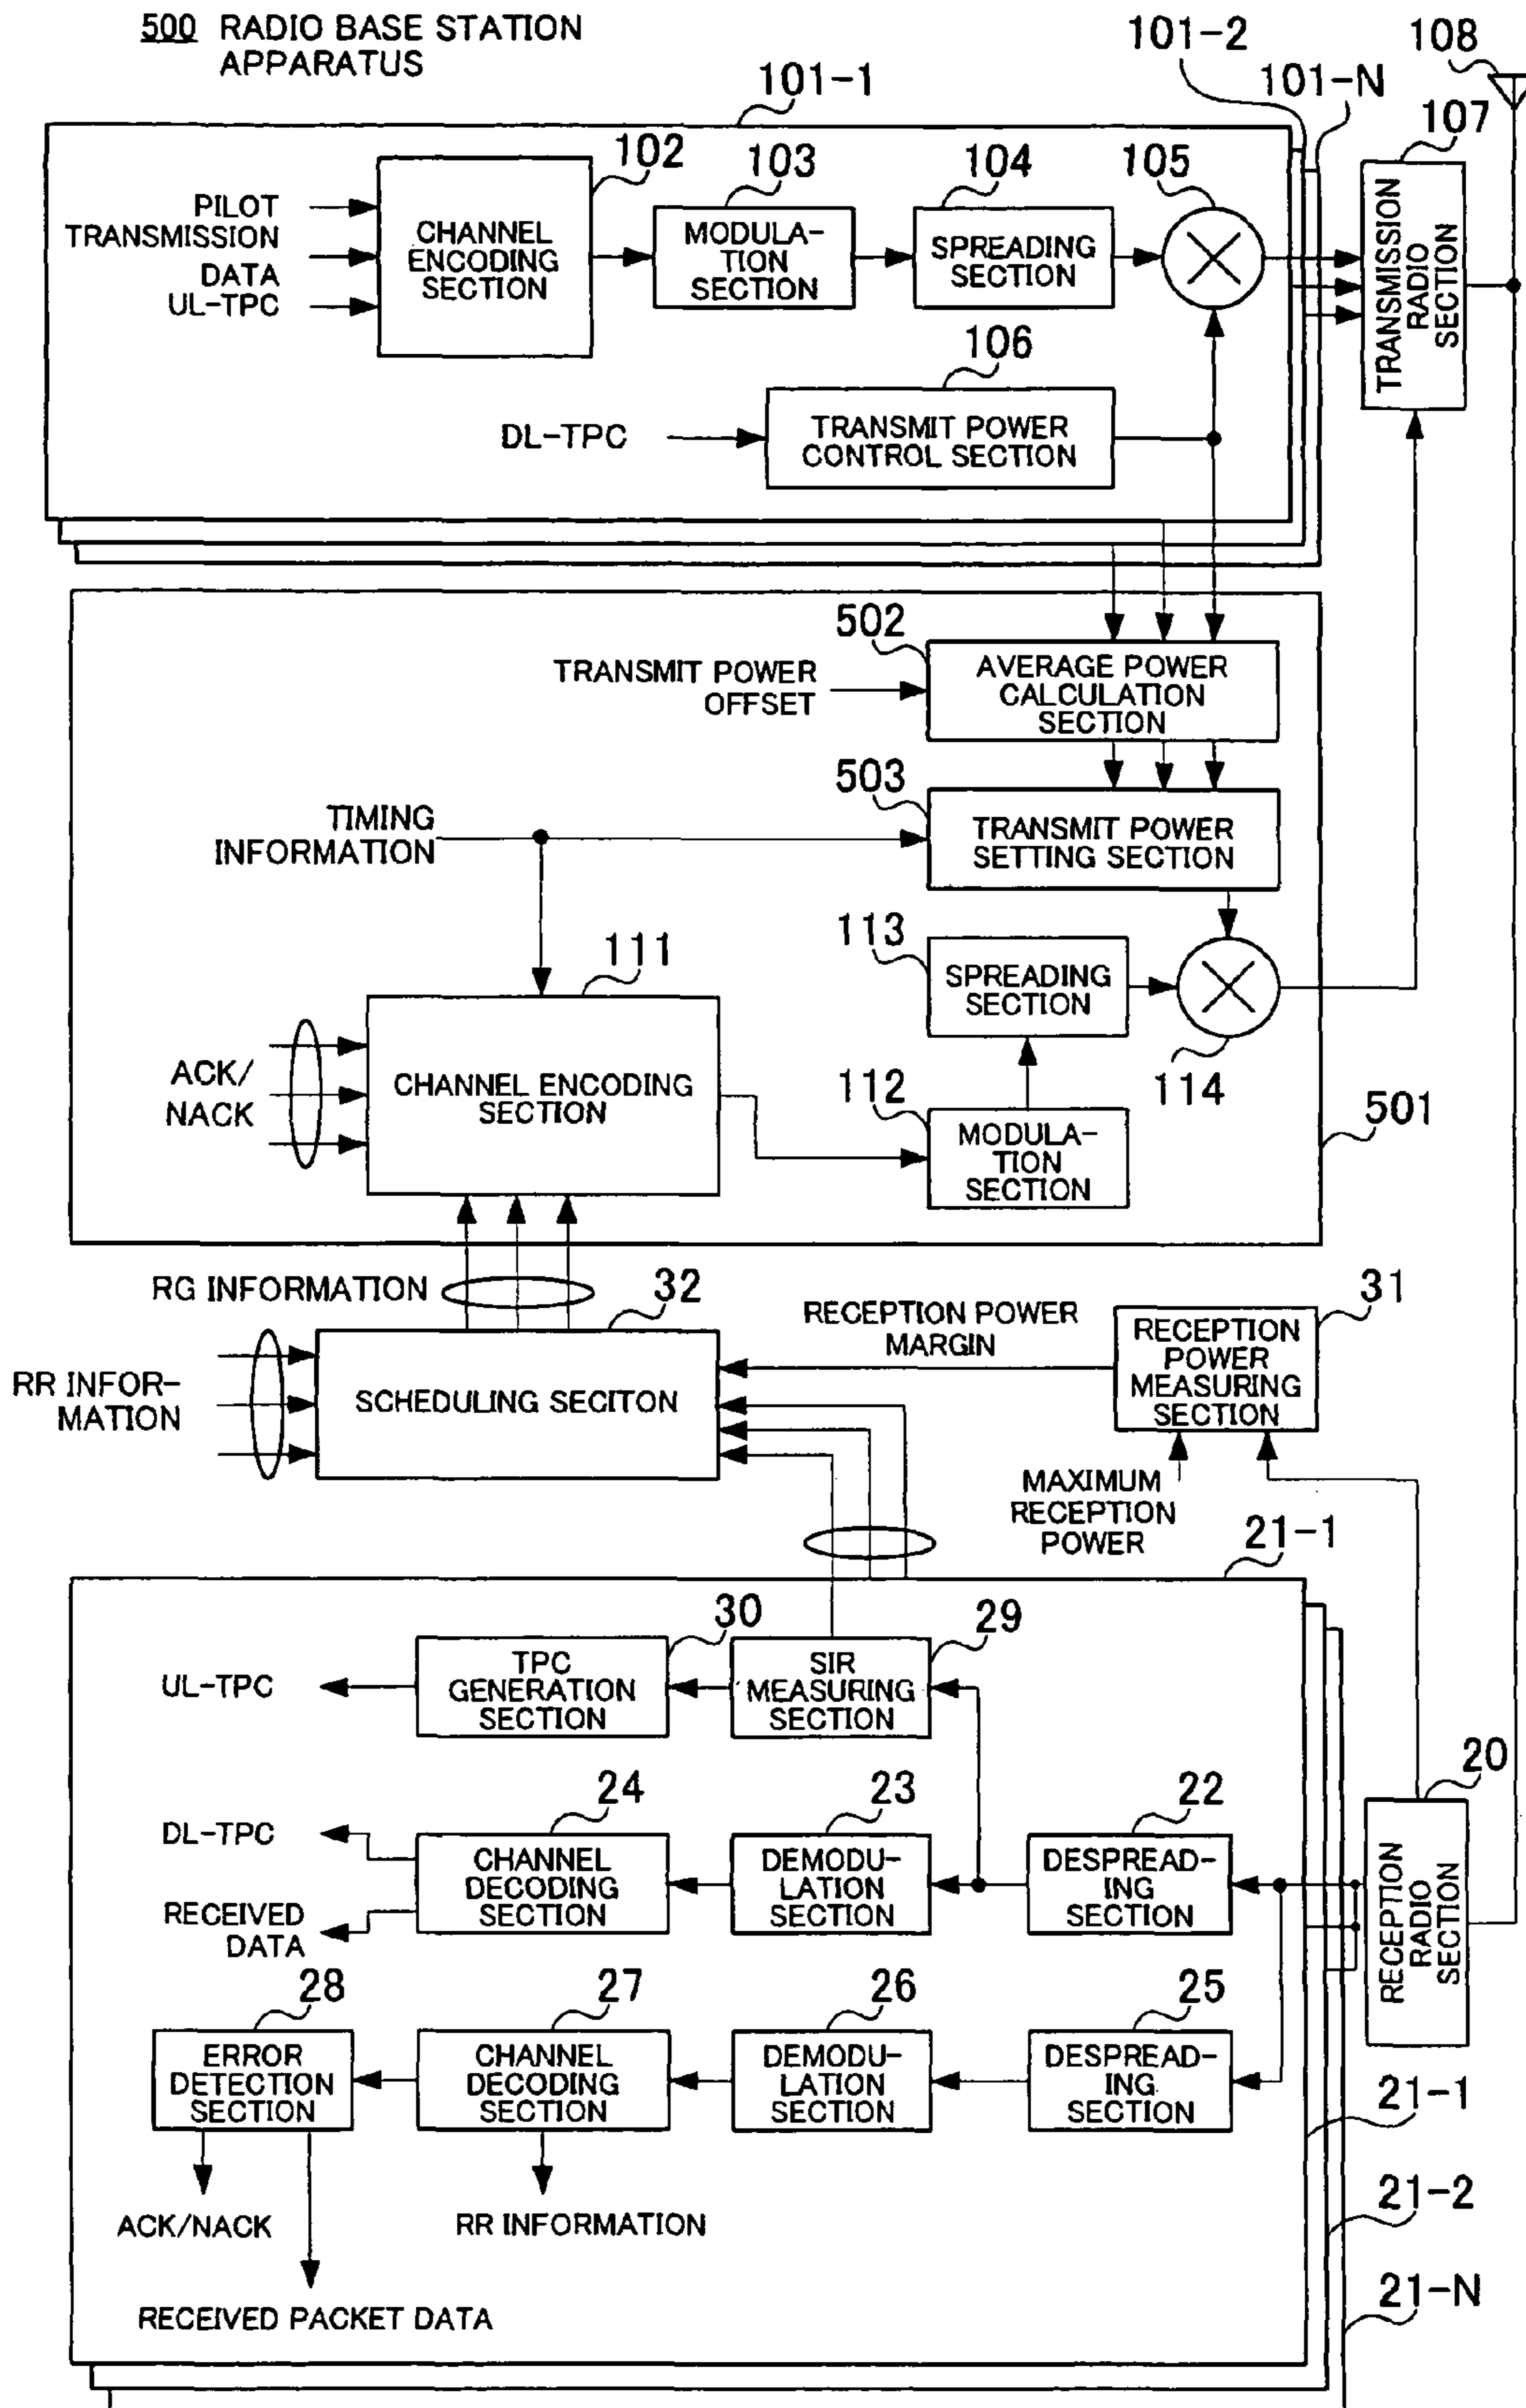 500 RADIO BASE STATION
APPARATUS
101-1
101-2
101-N
108
107
102
103
104
105
PILOT
TRANSMISSION
DATA
UL-TPC
CHANNEL
ENCODING
SECTION
MODULA-
TION
SECTION
SPREADING
SECTION
TRANSMISSION
RADIO
SECTION
106
DL-TPC
TRANSMIT POWER
CONTROL SECTION
502
TRANSMIT POWER
OFFSET
AVERAGE POWER
CALCULATION
SECTION
503
TIMING
INFORMATION
TRANSMIT POWER
SETTING SECTION
111
113
SPREADING
SECTION
114
ACK/
NACK
CHANNEL ENCODING
SECTION
112
MODULA-
TION
SECTION
501
RG INFORMATION
32
RECEPTION POWER
MARGIN
31
RECEPTION
POWER
MEASURING
SECTION
RR INFOR-
MATION
SCHEDULING SECITON
MAXIMUM
RECEPTION
POWER
21-1
30
29
UL-TPC
TPC
GENERATION
SECTION
SIR
MEASURING
SECTION
20
24
23
22
DL-TPC
RECEIVED
DATA
CHANNEL
DECODING
SECTION
DEMODU-
LATION
SECTION
DESPREAD-
ING
SECTION
RECEPTION
RADIO
SECTION
28
27
26
25
ERROR
DETECTION
SECTION
CHANNEL
DECODING
SECTION
DEMODU-
LATION
SECTION
DESPREAD-
ING
SECTION
21-1
21-2
21-N
ACK/NACK
RR INFORMATION
RECEIVED PACKET DATA